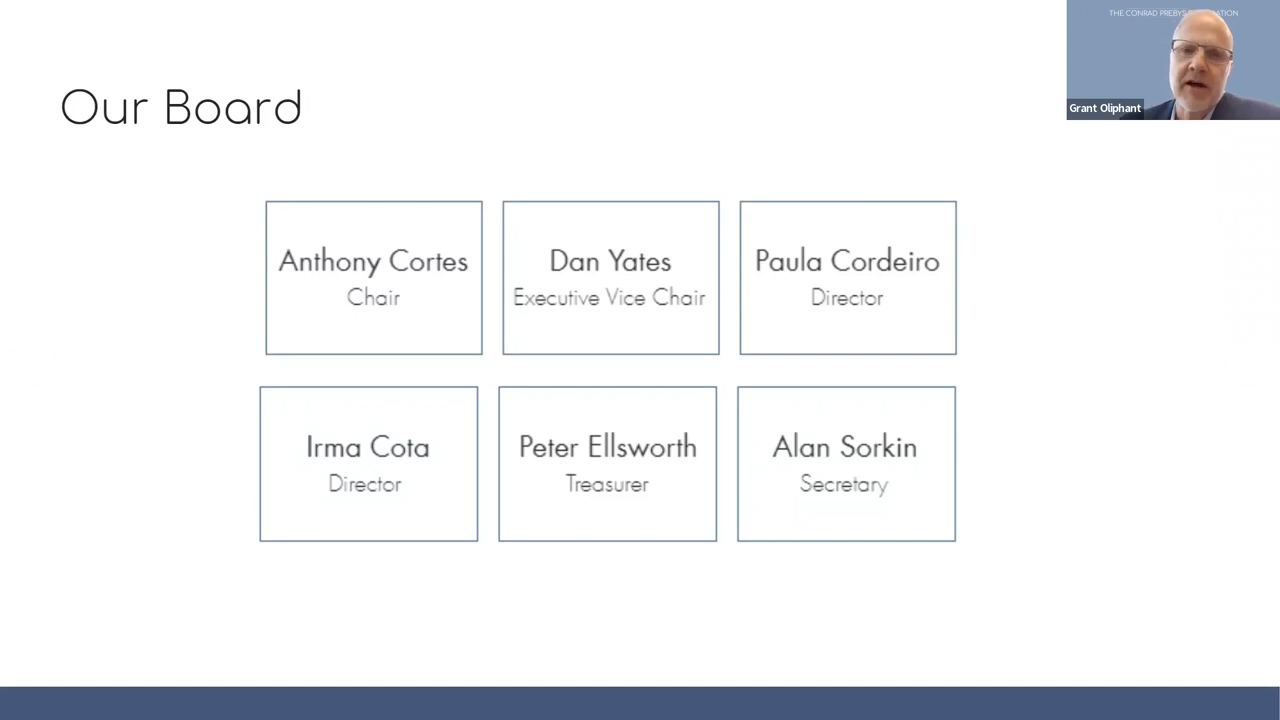 THE CONRAD PREBYS
Our Board
Grant Oliphant
Anthony Cortes
Chair
Dan Yates
Executive Vice Chair
Paula Cordeiro
Director
Irma Cota
Director
Peter Ellsworth
Treasurer
Alan Sorkin
Secretary